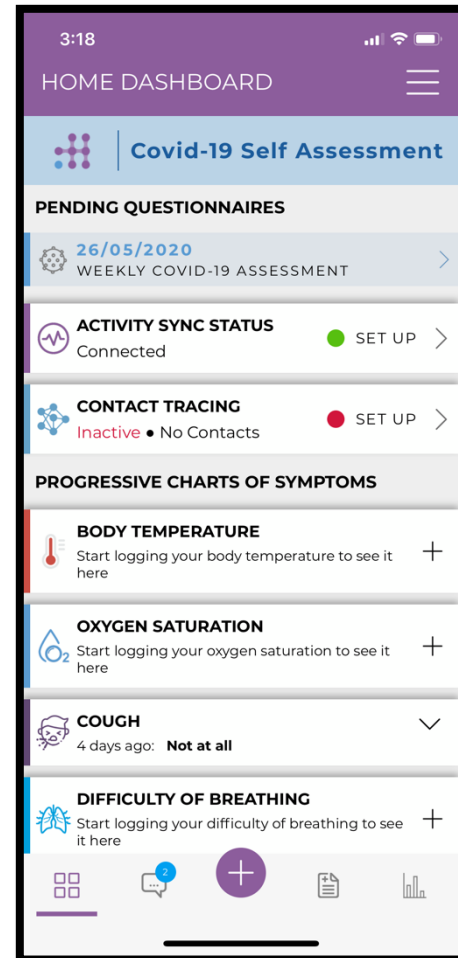 3:18
HOME DASHBOARD
Covid-19 Self Assessment
PENDING QUESTIONNAIRES
26/05/2020
WEEKLY COVID-19 ASSESSMENT
ACTIVITY SYNC STATUS
Connected
SET UP
CONTACT TRACING
Inactive ● No Contacts
SET UP
PROGRESSIVE CHARTS OF SYMPTOMS
BODY TEMPERATURE
Start logging your body temperature to see it
here
O2
OXYGEN SATURATION
Start logging your oxygen saturation to see it
here
COUGH
4 days ago: Not at all
DIFFICULTY OF BREATHING
Start logging your difficulty of breathing to see
it here
2